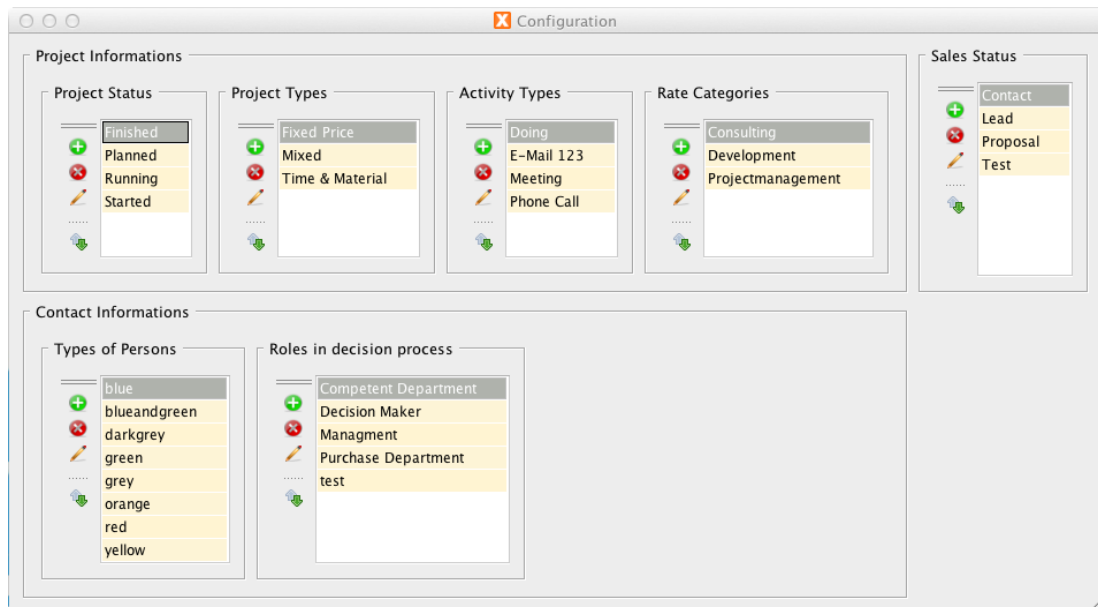 X Configuration
Project Informations
Project Status
Finished
Planned
Running
Started
Project Types
Fixed Price
Mixed
Time & Material
Activity Types
Doing
E-Mail 123
Meeting
Phone Call
Rate Categories
Consulting
Development
Projectmanagement
Sales Status
Contact
Lead
Proposal
Test
Contact Informations
Types of Persons
blue
blueandgreen
darkgrey
green
grey
orange
red
yellow
Roles in decision process
Competent Department
Decision Maker
Managment
Purchase Department
test